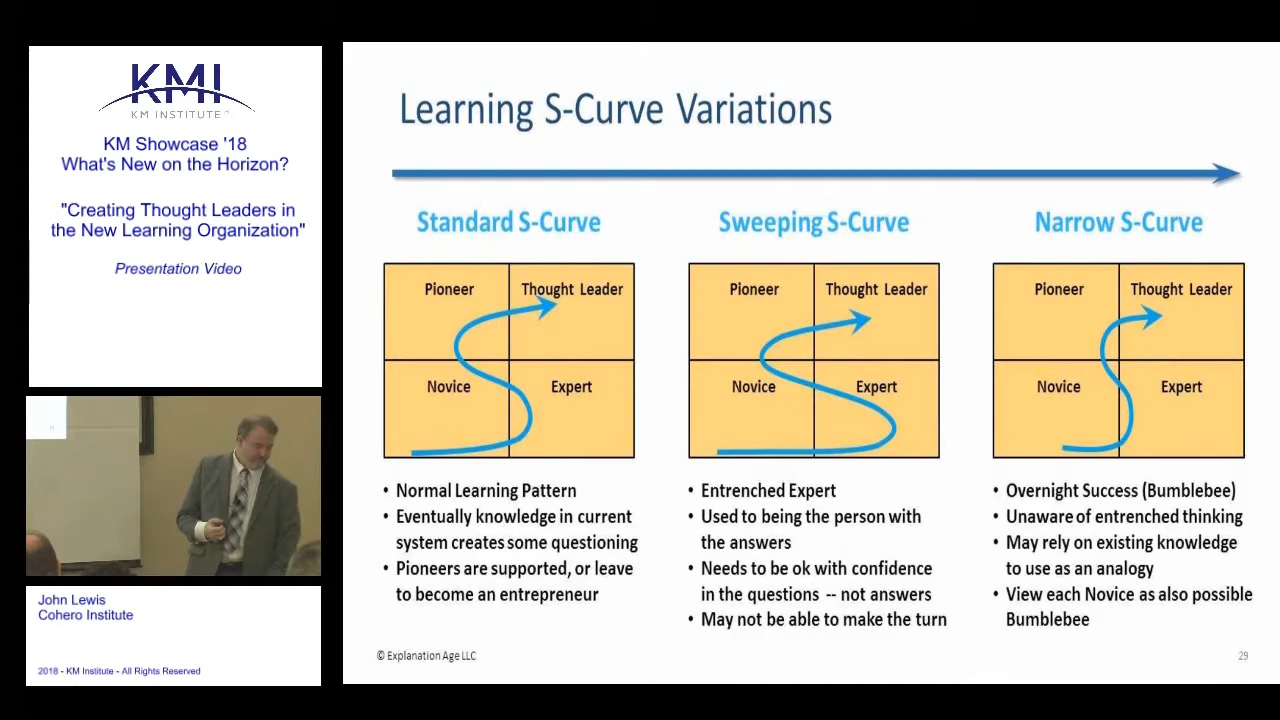 KMI
KM INSTITUTE
KM Showcase '18
What's New on the Horizon?
"Creating Thought Leaders in
the New Learning Organization"
Presentation Video
John Lewis
Cohero Institute
2018 - KM Institute - All Rights Reserved
Learning S-Curve Variations
Standard S-Curve
Pioneer
Thought Leader
Novice
Expert
• Normal Learning Pattern
• Eventually knowledge in current
system creates some questioning
• Pioneers are supported, or leave
to become an entrepreneur
Sweeping S-Curve
Pioneer
Thought Leader
Novice
Expert
• Entrenched Expert
• Used to being the person with
the answers
• Needs to be ok with confidence
in the questions -- not answers
• May not be able to make the turn
Narrow S-Curve
Pioneer
Thought Leader
Novice
Expert
• Overnight Success (Bumblebee)
• Unaware of entrenched thinking
• May rely on existing knowledge
to use as an analogy
• View each Novice as also possible
Bumblebee
© Explanation Age LLC
29